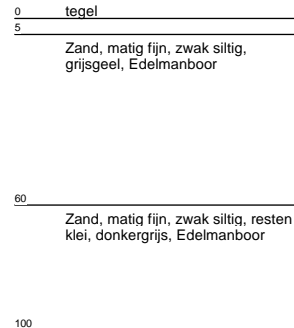 0 tegel
5
Zand, matig fijn, zwak siltig,
grijsgeel, Edelmanboor
60
Zand, matig fijn, zwak siltig, resten
klei, donkergrijs, Edelmanboor
100